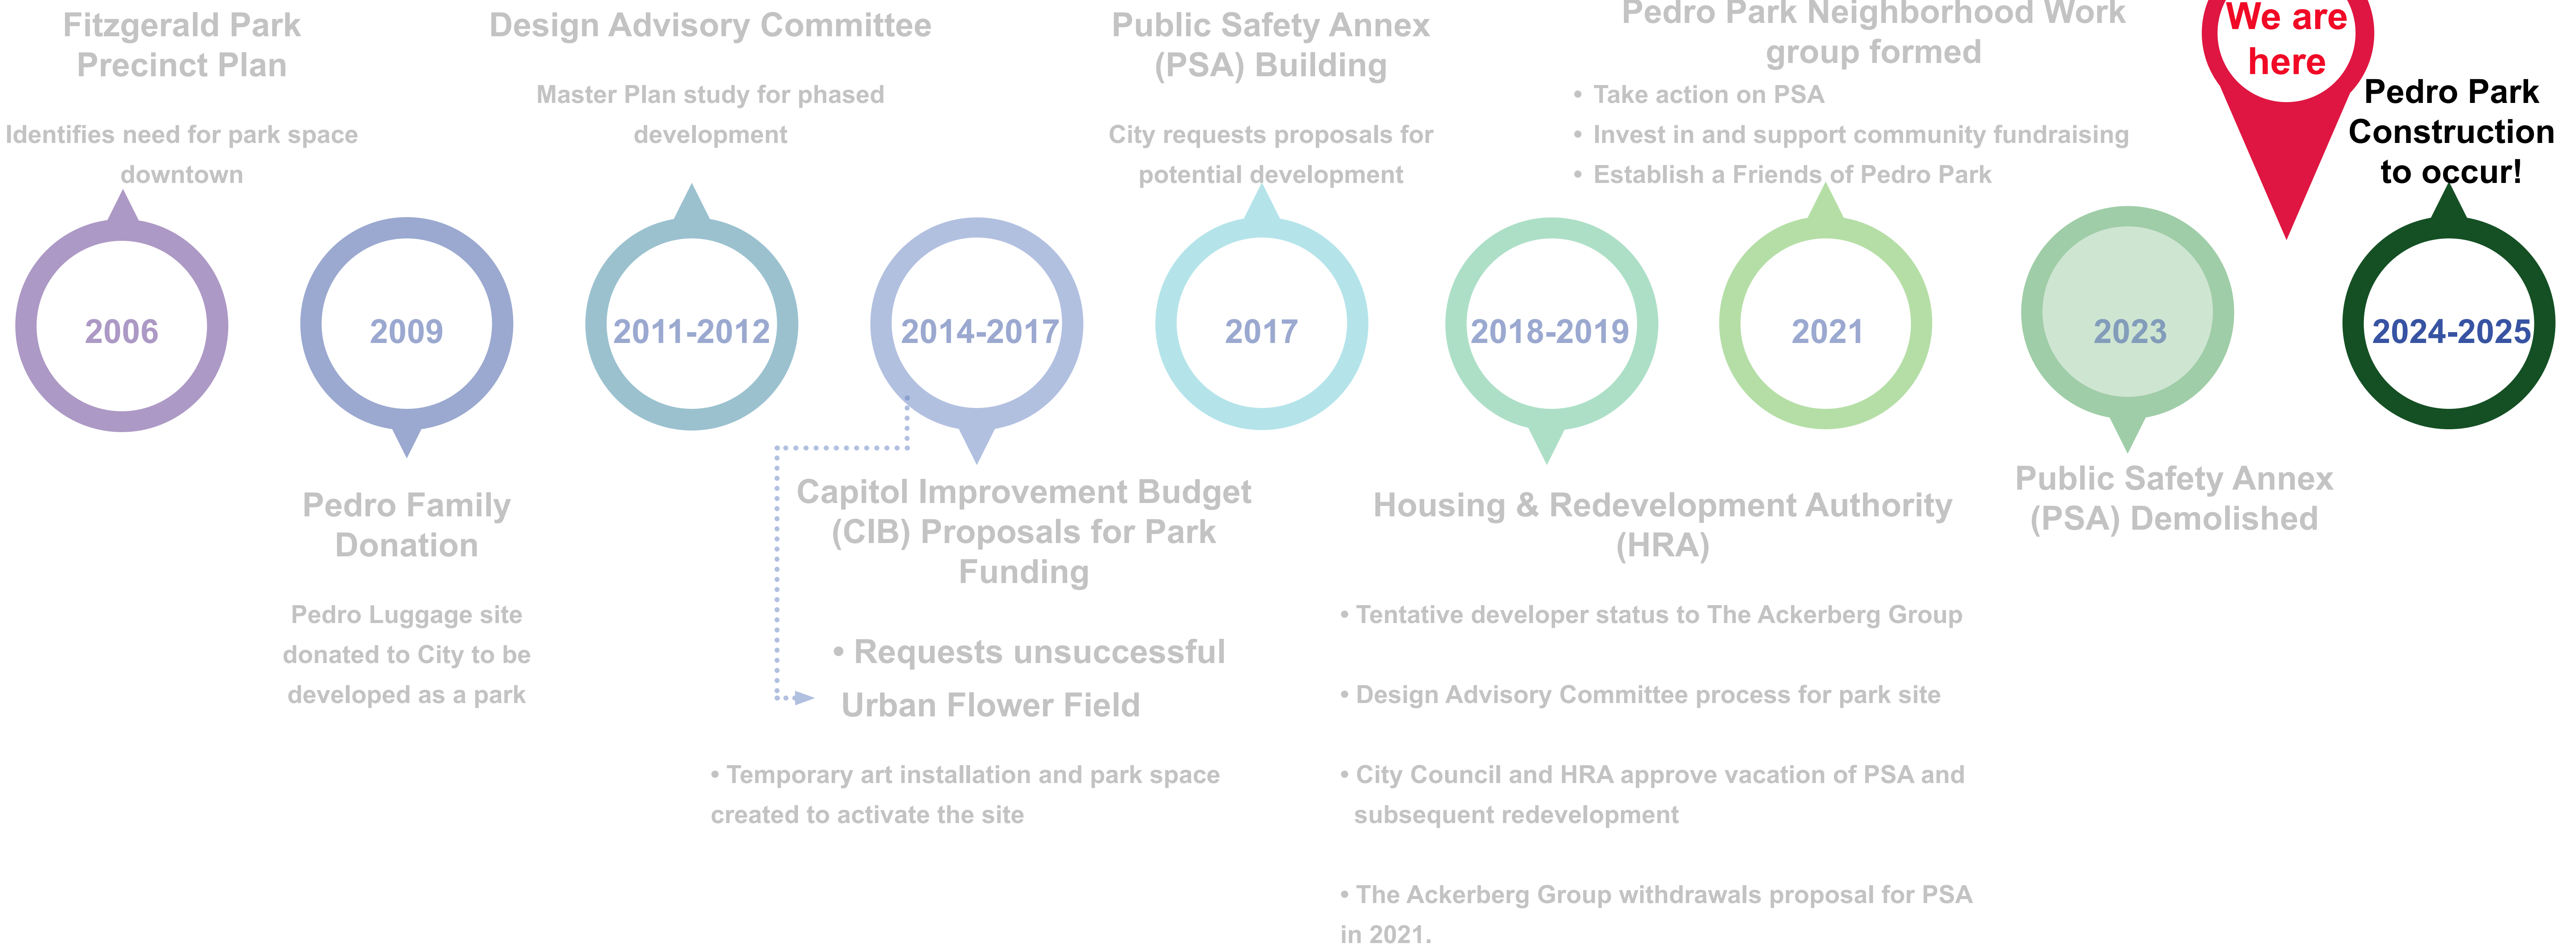 Fitzgerald Park
Precinct Plan
Identifies need for park space
downtown
Design Advisory Committee
Master Plan study for phased
development
Public Safety Annex
(PSA) Building
City requests proposals for
potential development
Pedro Park Neighborhood Work
group formed
• Take action on PSA
• Invest in and support community fundraising
• Establish a Friends of Pedro Park
We are
here
Pedro Park
Construction
to occur!
2006
2009
2011-2012
2014-2017
2017
2018-2019
2021
2023
2024-2025
Pedro Family
Donation
Pedro Luggage site
donated to City to be
developed as a park
Capitol Improvement Budget
(CIB) Proposals for Park
Funding
• Requests unsuccessful
Urban Flower Field
• Temporary art installation and park space
created to activate the site
Housing & Redevelopment Authority
(HRA)
• Tentative developer status to The Ackerberg Group
• Design Advisory Committee process for park site
• City Council and HRA approve vacation of PSA and
subsequent redevelopment
• The Ackerberg Group withdrawals proposal for PSA
in 2021.
Public Safety Annex
(PSA) Demolished